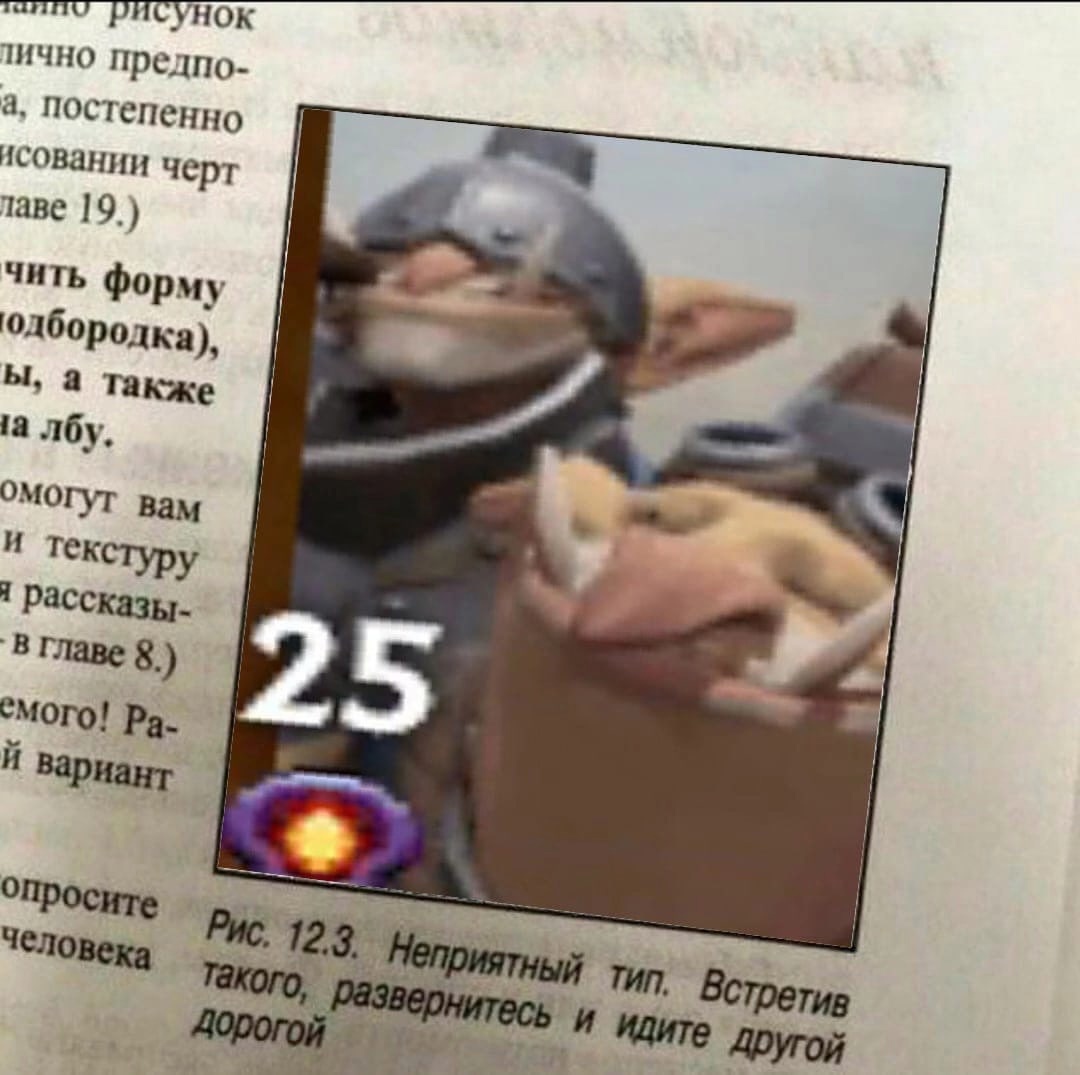 рисунок
лично предпо-
а, постепенно
исовании черт
лаве 19.)
чить форму
подбородка),
ы, а также
на лбу.
омогут вам
и текстуру
я рассказы-
в главе 8.)
емого! Ра-
й вариант
опросите
человека
25
Рис. 12.3. Неприятный тип. Встретив
такого, развернитесь и идите другой
дорогой